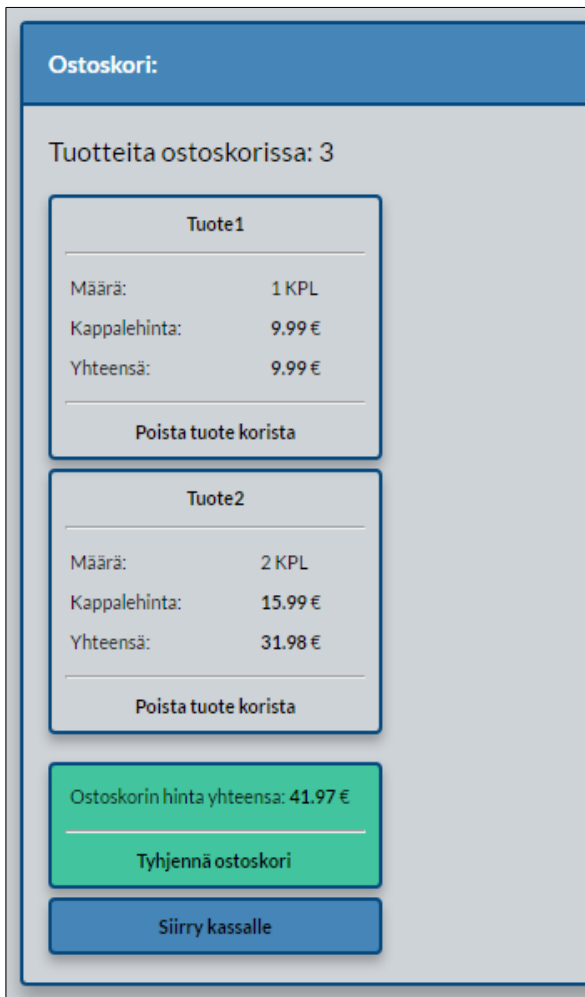 Ostoskori:
Tuotteita ostoskorissa: 3
Tuote1
Määrä: 1 KPL
Kappalehinta: 9.99 €
Yhteensä: 9.99 €
Poista tuote korista
Tuote2
Määrä: 2 KPL
Kappalehinta: 15.99 €
Yhteensä: 31.98 €
Poista tuote korista
Ostoskorin hinta yhteensa: 41.97 €
Tyhjennä ostoskori
Siirry kassalle